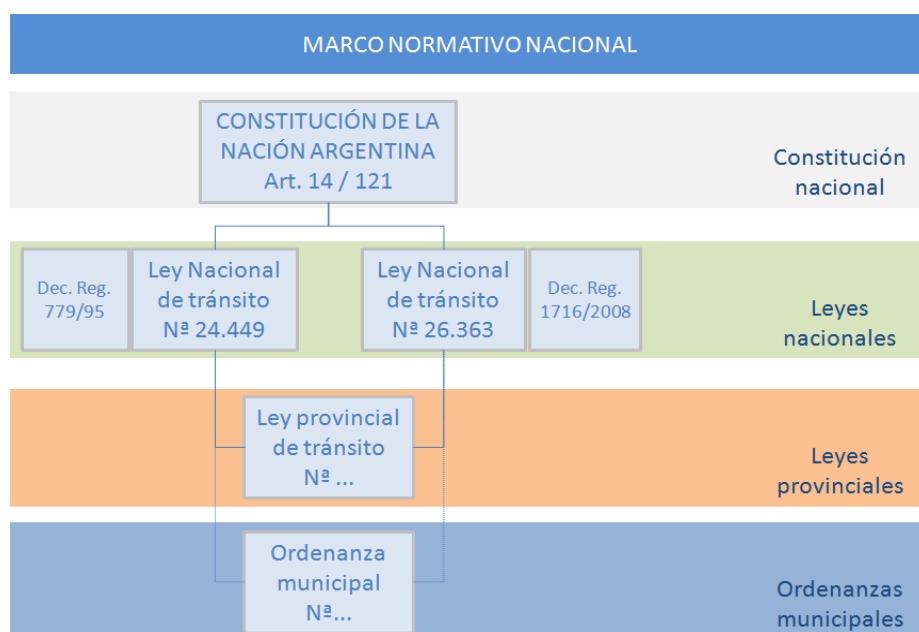 MARCO NORMATIVO NACIONAL
CONSTITUCIÓN DE LA
NACIÓN ARGENTINA
Art. 14 / 121
Constitución
nacional
Dec. Reg.
779/95
Ley Nacional
de tránsito
Nª 24.449
Ley Nacional
de tránsito
Nª 26.363
Dec. Reg.
1716/2008
Leyes
nacionales
Ley provincial
de tránsito
Nª ...
Leyes
provinciales
Ordenanza
municipal
Nª...
Ordenanzas
municipales